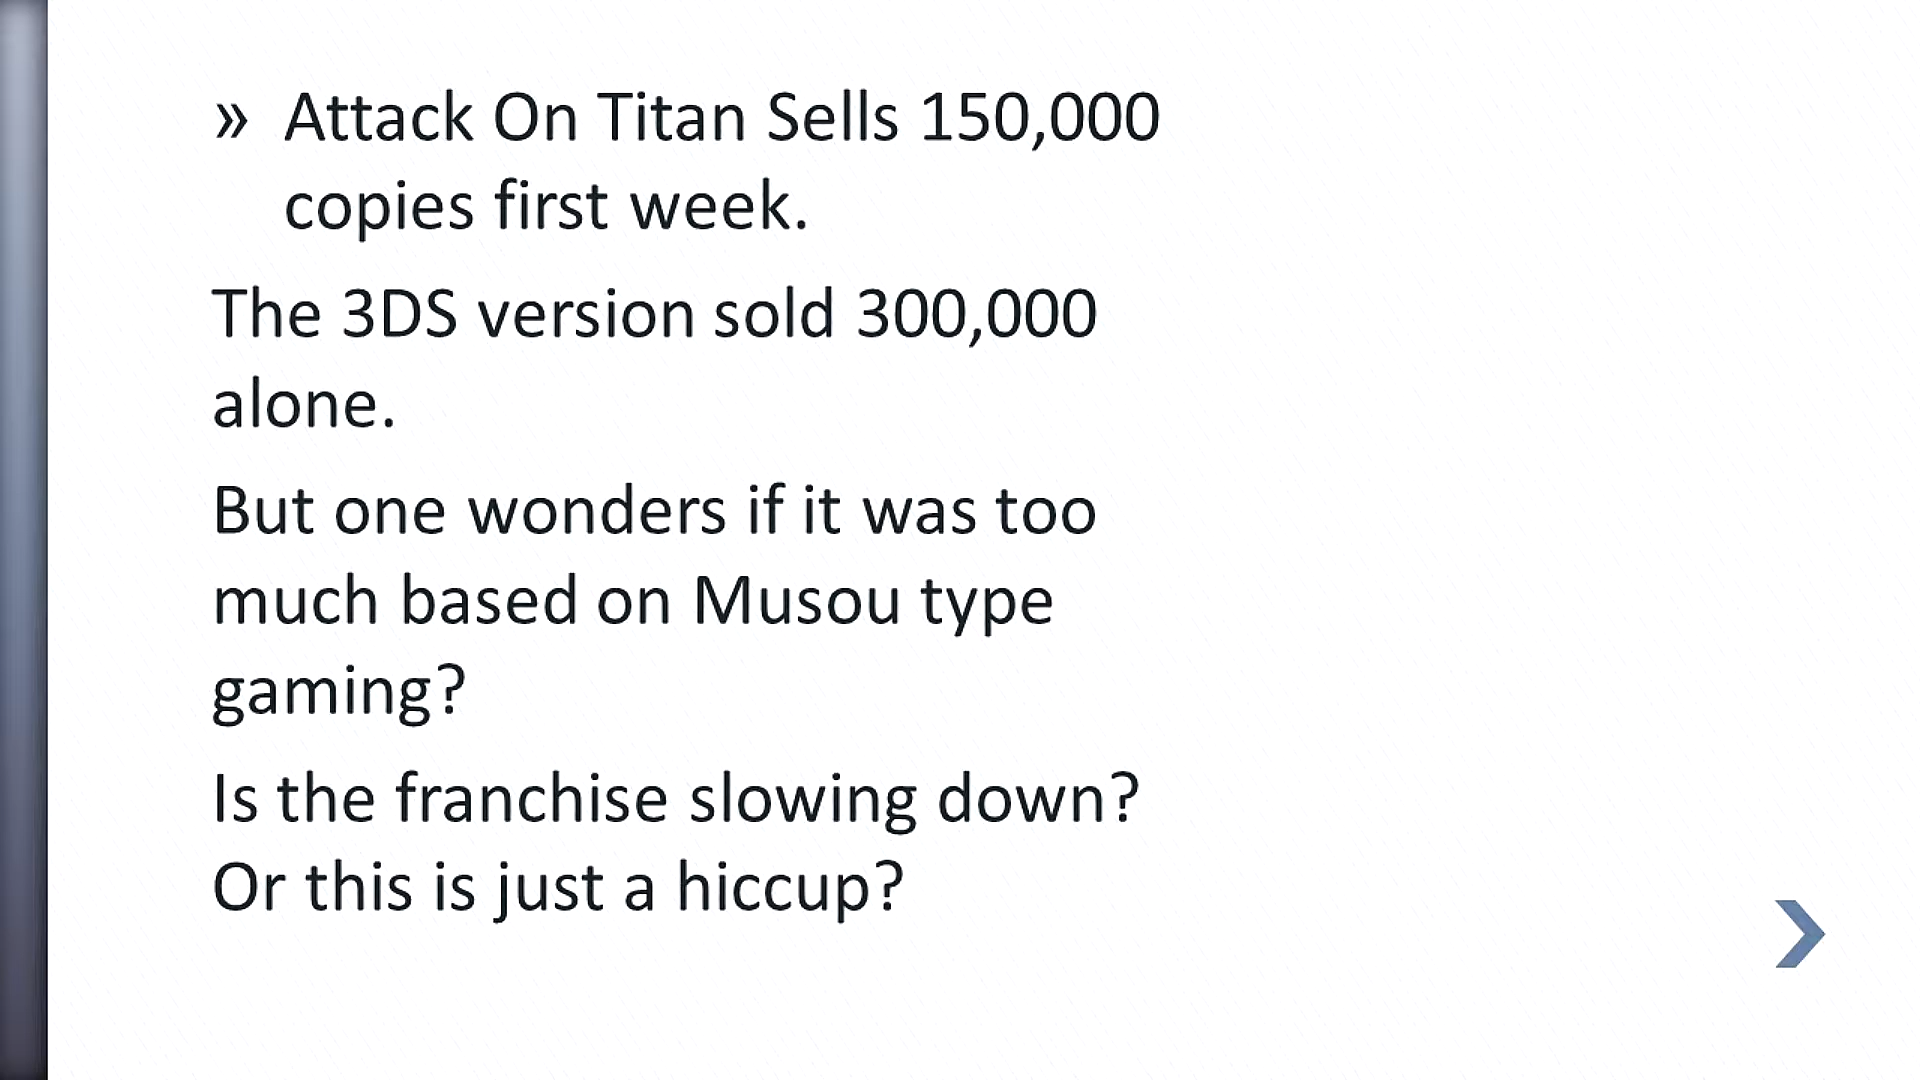 » Attack On Titan Sells 150,000
copies first week.
The 3DS version sold 300,000
alone.
But one wonders if it was too
much based on Musou type
gaming?
Is the franchise slowing down?
Or this is just a hiccup?